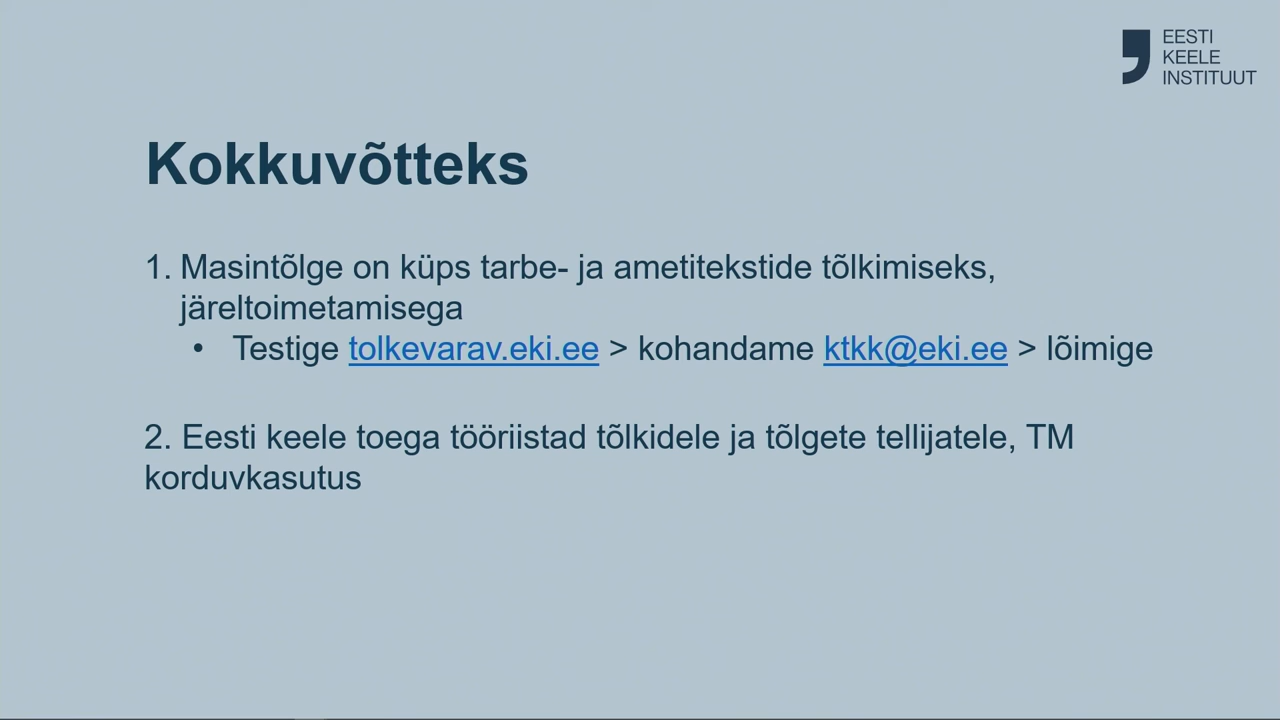 EESTI
KEELE
INSTITUUT
Kokkuvõtteks
1. Masintõlge on küps tarbe- ja ametitekstide tõlkimiseks,
järeltoimetamisega
• Testige tolkevarav.eki.ee > kohandame ktkk@eki.ee > lõimige
2. Eesti keele toega tööriistad tõlkidele ja tõlgete tellijatele, TM
korduvkasutus